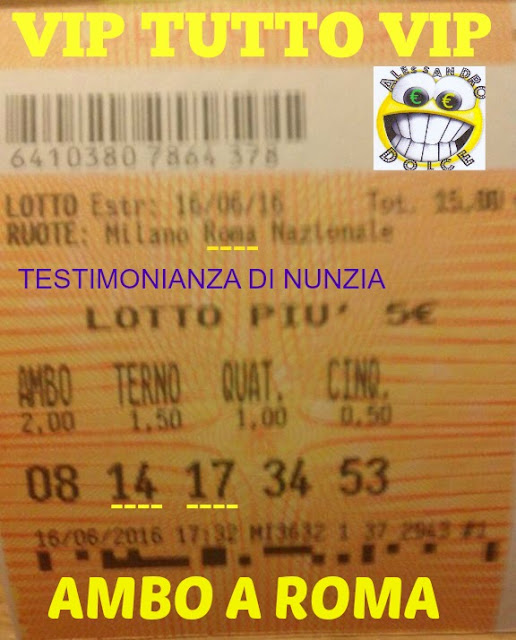 VIP TUTTO VIP
ALESSANDRO
€ €
DOLCE
6410380 7864 378
LOTTO Estr: 16/06/16 Tot. 15,00
RUOTE: Milano Roma Nazionale
TESTIMONIANZA DI NUNZIA
LOTTO PIU' 5€
AMBO TERNO QUAT. CINQ.
2,00 1,50 1,00 0,50
08 14 17 34 53
16/06/2016 17:32 MI3632 1 37 2943 #1
AMBO A ROMA